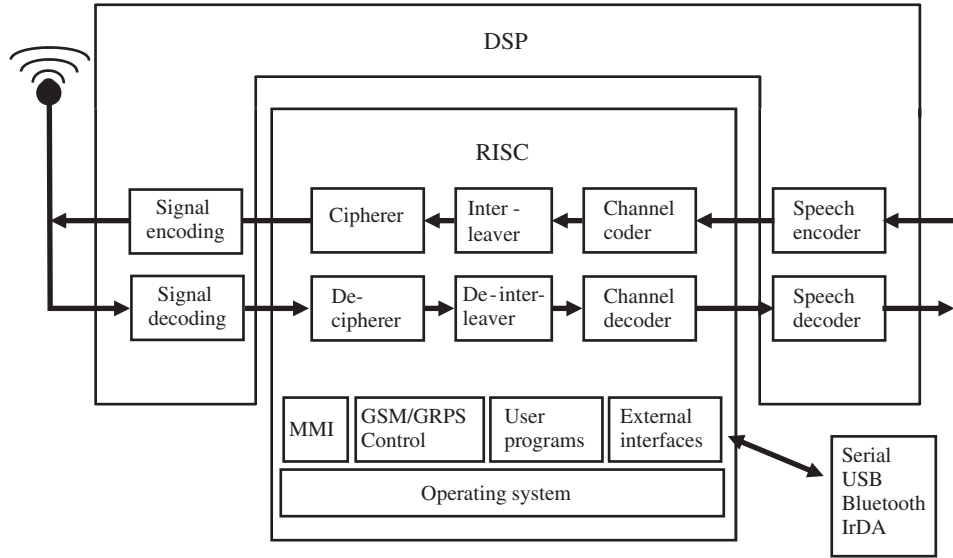 DSP
RISC
Signal
encoding
Cipherer
Inter -
leaver
Channel
coder
Speech
encoder
Signal
decoding
De-
cipherer
De-inter-
leaver
Channel
decoder
Speech
decoder
MMI
GSM/GRPS
Control
User
programs
External
interfaces
Operating system
Serial
USB
Bluetooth
IrDA